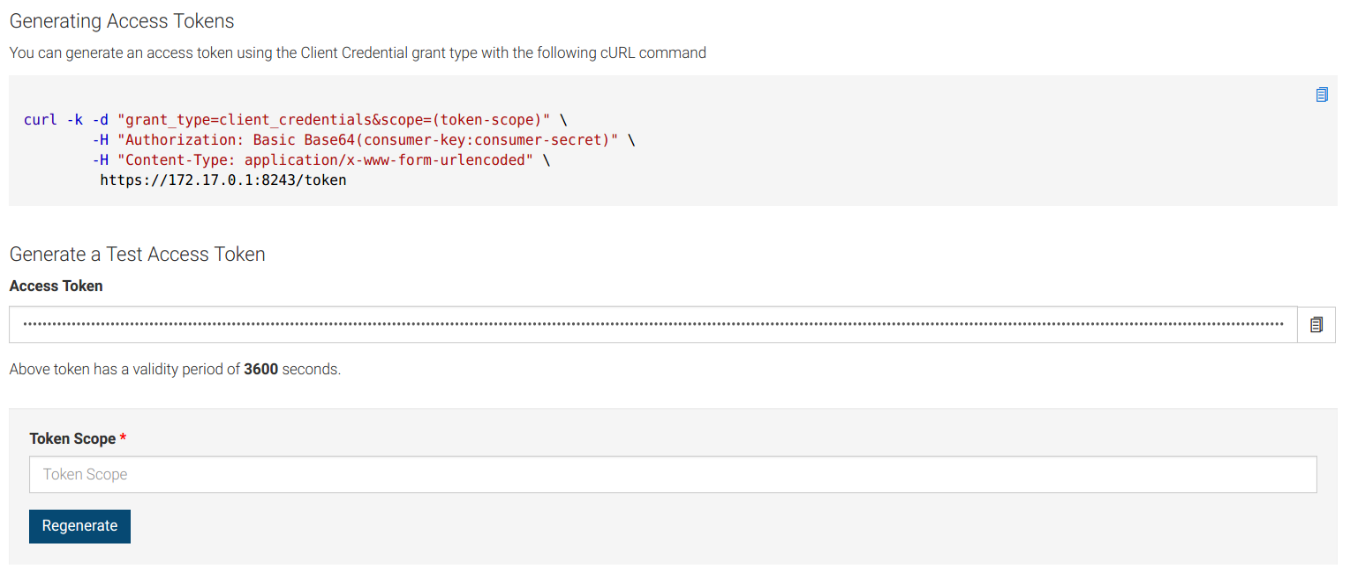 Generating Access Tokens
You can generate an access token using the Client Credential grant type with the following cURL command
curl -k -d "grant_type=client_credentials&scope=(token-scope)" \
-H "Authorization: Basic Base64(consumer-key:consumer-secret)" \
-H "Content-Type: application/x-www-form-urlencoded" \
https://172.17.0.1:8243/token
Generate a Test Access Token
Access Token
Above token has a validity period of 3600 seconds.
Token Scope *
Token Scope
Regenerate